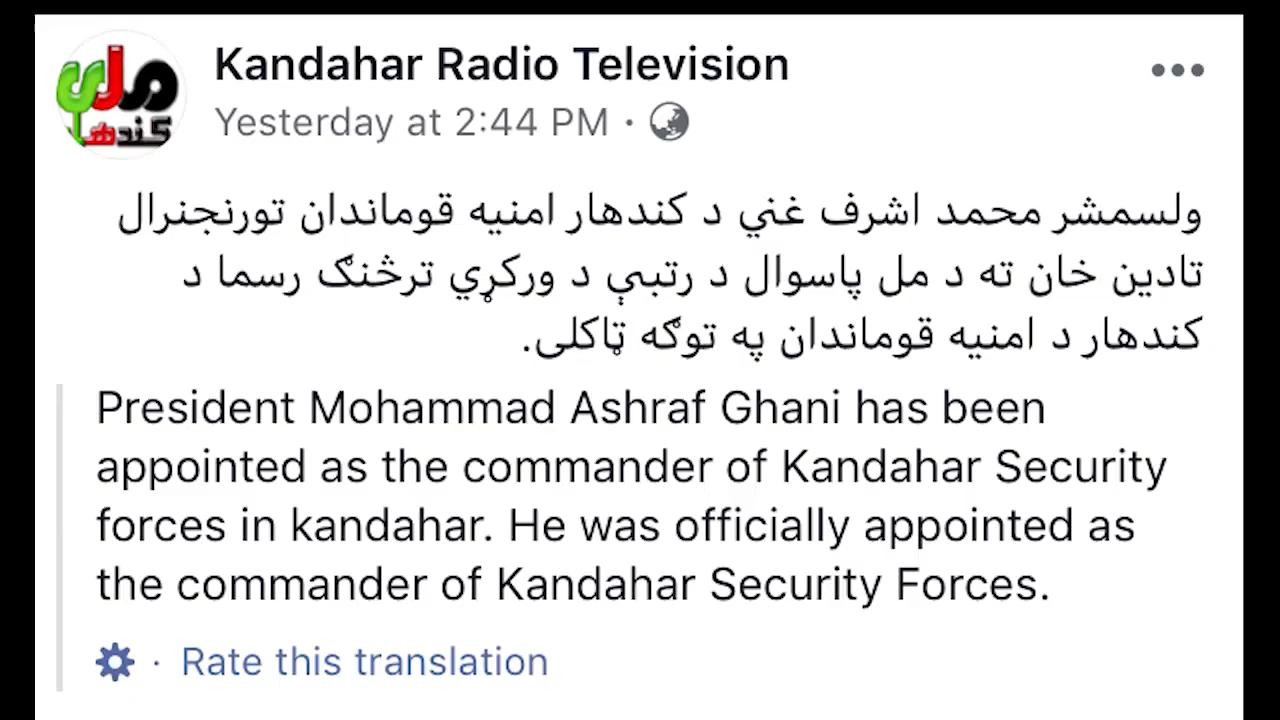 ملي
کندهار
Kandahar Radio Television
Yesterday at 2:44 PM ·
ولسمشر محمد اشرف غني د کندهار امنیه قوماندان تورنجنرال
تادین خان ته د مل پاسوال د رتبې د ورکړي ترڅنګ رسما د
کندهار د امنیه قوماندان په توګه ټاکلی.
President Mohammad Ashraf Ghani has been
appointed as the commander of Kandahar Security
forces in kandahar. He was officially appointed as
the commander of Kandahar Security Forces.
· Rate this translation